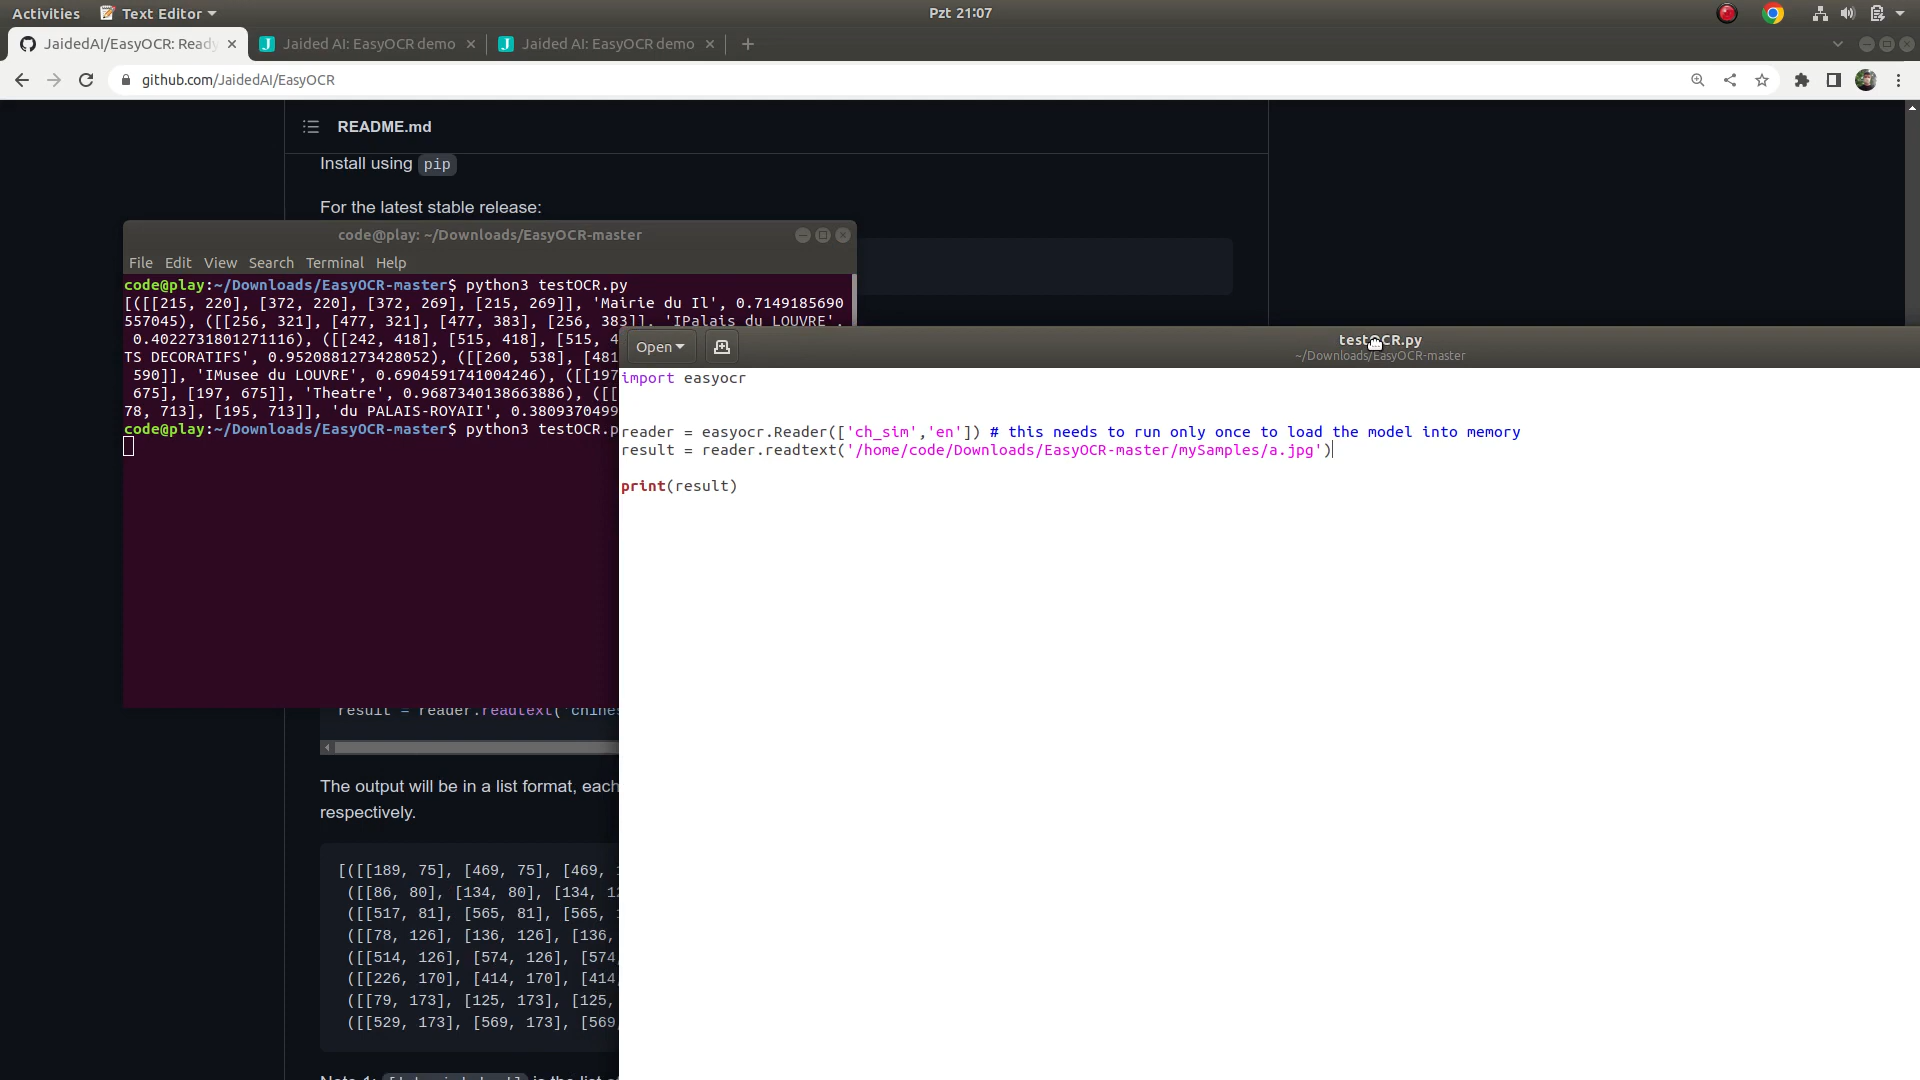 Activities Text Editor Pzt 21:07
JaidedAI/EasyOCR: Ready Jaided AI: EasyOCR demo Jaided AI: EasyOCR demo
github.com/JaidedAI/EasyOCR
README.md
Install using pip
For the latest stable release:
code@play: ~/Downloads/EasyOCR-master
File Edit View Search Terminal Help
code@play:~/Downloads/EasyOCR-master$ python3 testOCR.py
[([[215, 220], [372, 220], [372, 269], [215, 269]], 'Mairie du Il', 0.7149185690
557045), ([[256, 321], [477, 321], [477, 383], [256, 383]], 'IPalais du LOUVRE',
0.4022731801271116), ([[242, 418], [515, 418], [515, 4
TS DECORATIFS', 0.9520881273428052), ([[260, 538], [481
590]], 'IMusee du LOUVRE', 0.6904591741004246), ([[197
675], [197, 675]], 'Theatre', 0.9687340138663886), ([[
78, 713], [195, 713]], 'du PALAIS-ROYAII', 0.3809370499
code@play:~/Downloads/EasyOCR-master$ python3 testOCR.p
Open
testOCR.py
~/Downloads/EasyOCR-master
import easyocr
reader = easyocr.Reader(['ch_sim','en']) # this needs to run only once to load the model into memory
result = reader.readtext('/home/code/Downloads/EasyOCR-master/mySamples/a.jpg')
print(result)
result = reader.readtext('chines
The output will be in a list format, each
respectively.
[([[189, 75], [469, 75], [469, 1
([[86, 80], [134, 80], [134, 12
([[517, 81], [565, 81], [565, 1
([[78, 126], [136, 126], [136,
([[514, 126], [574, 126], [574,
([[226, 170], [414, 170], [414
([[79, 173], [125, 173], [125,
([[529, 173], [569, 173], [569,